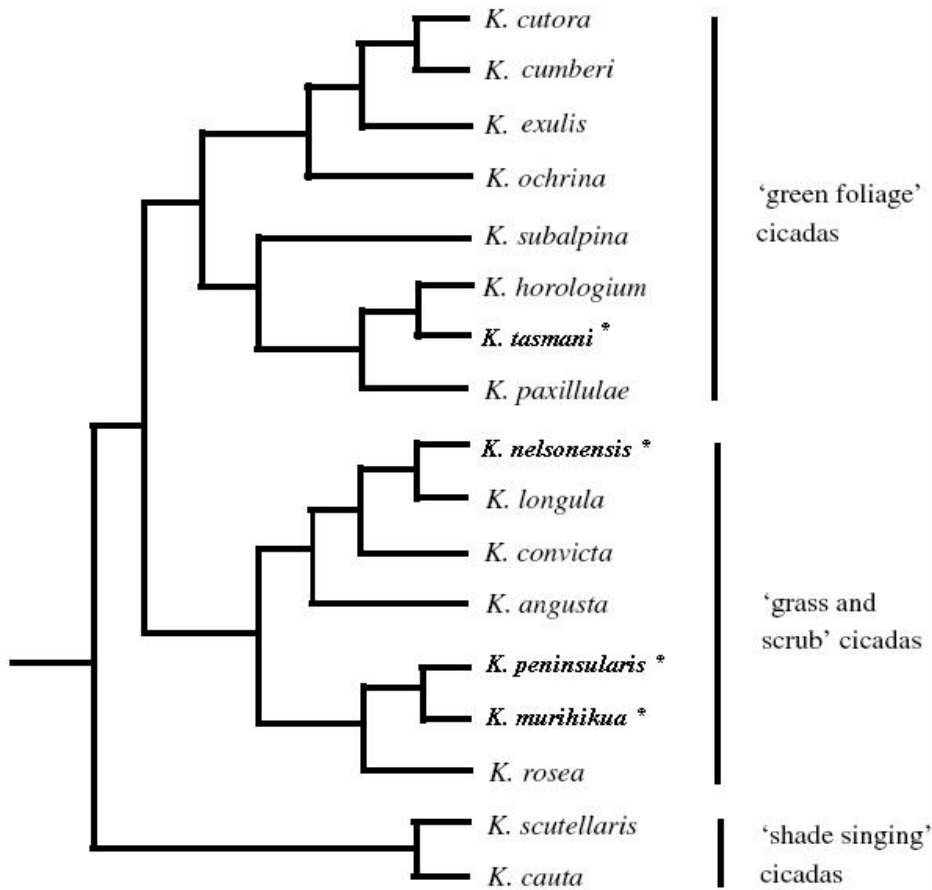 K. cutora
K. cumberi
K. exulis
K. ochrina
K. subalpina
K. horologium
K. tasmani *
K. paxillulae
‘green foliage’
cicadas
K. nelsonensis *
K. longula
K. convicta
K. angusta
K. peninsularis *
K. murihikua *
K. rosea
‘grass and
scrub’ cicadas
K. scutellaris
K. cauta
‘shade singing’
cicadas